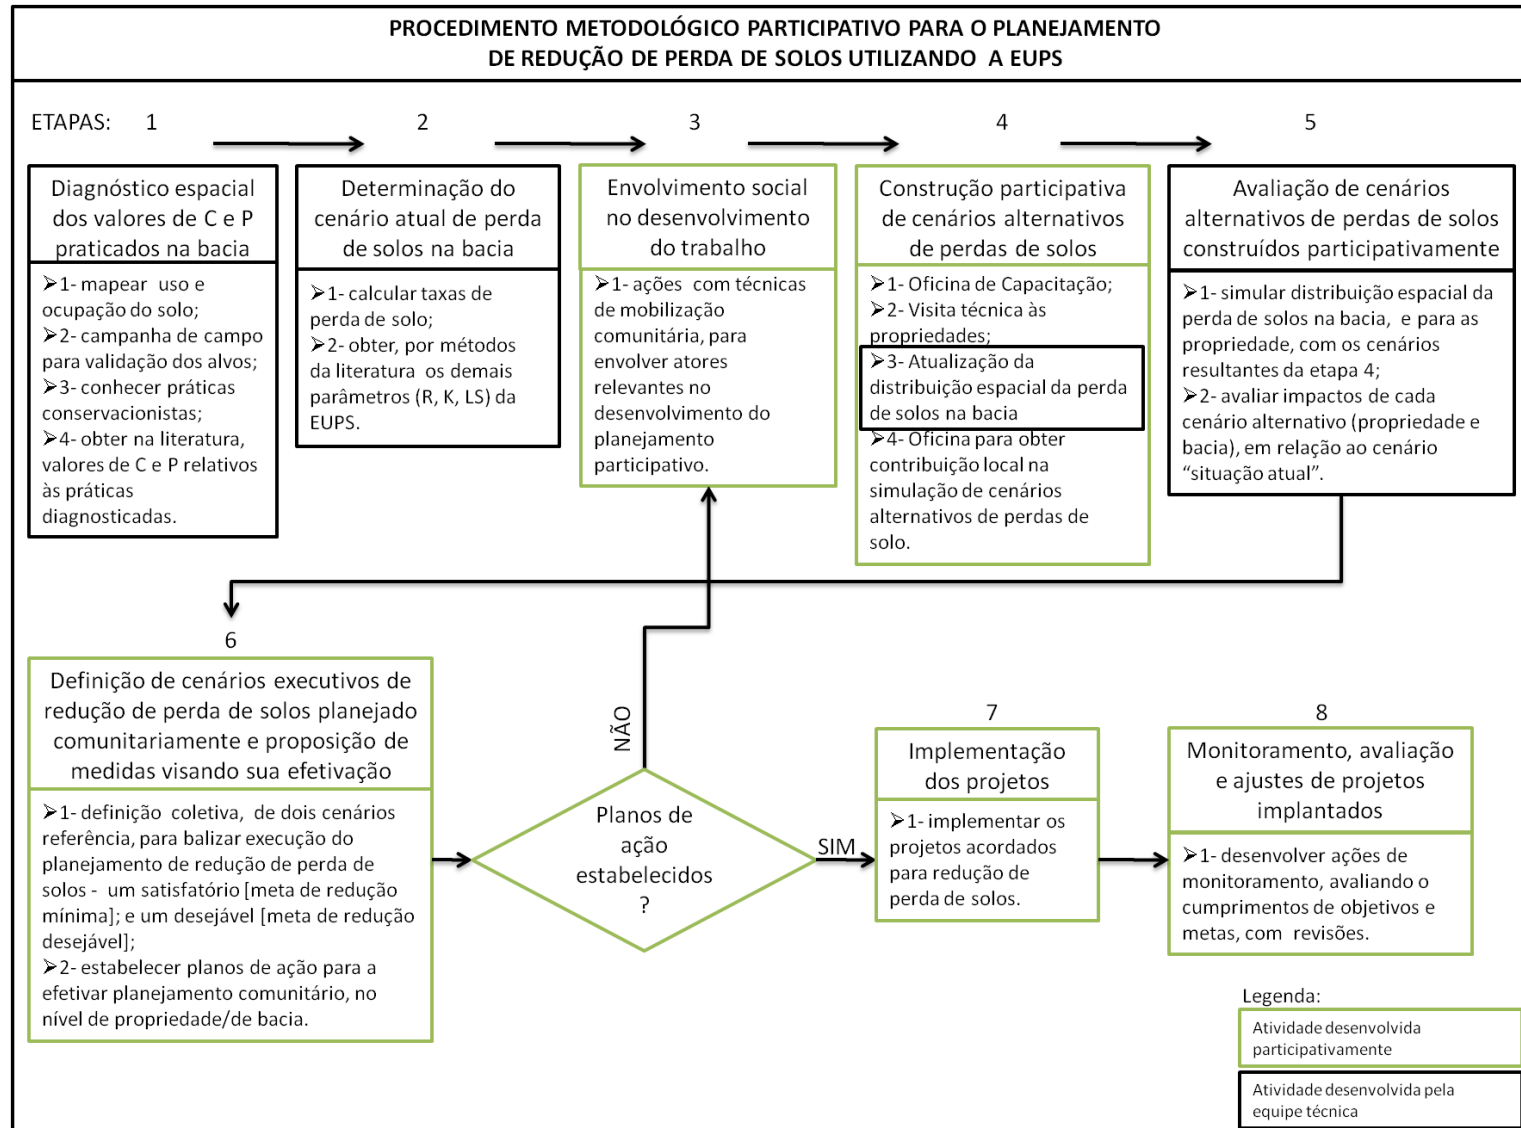 PROCEDIMENTO METODOLÓGICO PARTICIPATIVO PARA O PLANEJAMENTO
DE REDUÇÃO DE PERDA DE SOLOS UTILIZANDO A EUPS
ETAPAS: 1 2 3 4 5
Diagnóstico espacial
dos valores de C e P
praticados na bacia
➢1- mapear uso e
ocupação do solo;
➢2- campanha de campo
para validação dos alvos;
➢3- conhecer práticas
conservacionistas;
➢4- obter na literatura,
valores de C e P relativos
às práticas
diagnosticadas.
Determinação do
cenário atual de perda
de solos na bacia
➢1- calcular taxas de
perda de solo;
➢2- obter, por métodos
da literatura os demais
parâmetros (R, K, LS) da
EUPS.
Envolvimento social
no desenvolvimento
do trabalho
➢1- ações com técnicas
de mobilização
comunitária, para
envolver atores
relevantes no
desenvolvimento do
planejamento
participativo.
Construção participativa
de cenários alternativos
de perdas de solos
➢1- Oficina de Capacitação;
➢2- Visita técnica às
propriedades;
➢3- Atualização da
distribuição espacial da perda
de solos na bacia
➢4- Oficina para obter
contribuição local na
simulação de cenários
alternativos de perdas de
solo.
Avaliação de cenários
alternativos de perdas de solos
construídos participativamente
➢1- simular distribuição espacial da
perda de solos na bacia, e para as
propriedade, com os cenários
resultantes da etapa 4;
➢2- avaliar impactos de cada
cenário alternativo (propriedade e
bacia), em relação ao cenário
“situação atual”.
6
Definição de cenários executivos de
redução de perda de solos planejado
comunitariamente e proposição de
medidas visando sua efetivação
➢1- definição coletiva, de dois cenários
referência, para balizar execução do
planejamento de redução de perda de
solos - um satisfatório [meta de redução
mínima]; e um desejável [meta de redução
desejável];
➢2- estabelecer planos de ação para a
efetivar planejamento comunitário, no
nível de propriedade/de bacia.
NÃO
Planos de
ação
estabelecidos
?
SIM
7
Implementação
dos projetos
➢1- implementar os
projetos acordados
para redução de
perda de solos.
8
Monitoramento, avaliação
e ajustes de projetos
implantados
➢1- desenvolver ações de
monitoramento, avaliando o
cumprimentos de objetivos e
metas, com revisões.
Legenda:
Atividade desenvolvida
participativamente
Atividade desenvolvida pela
equipe técnica